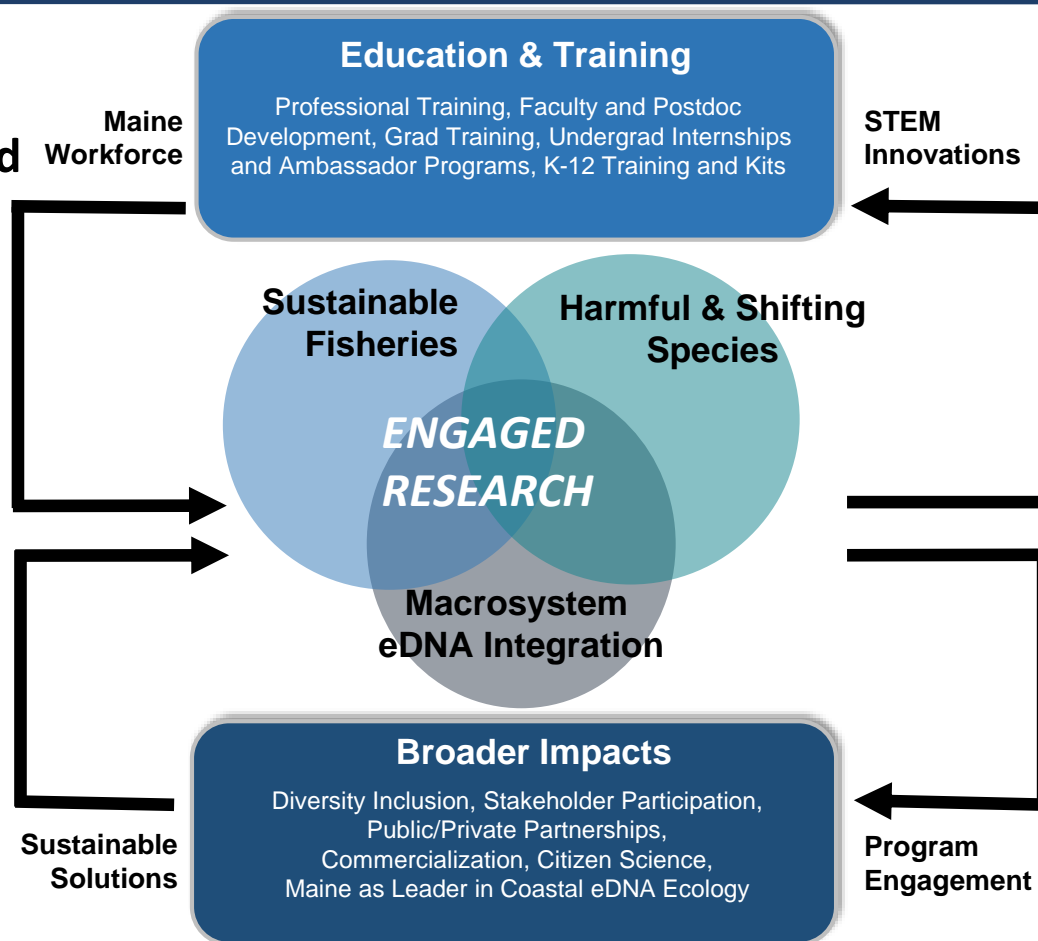 Education & Training
Professional Training, Faculty and Postdoc
Development, Grad Training, Undergrad Internships
and Ambassador Programs, K-12 Training and Kits
Maine
Workforce
d
STEM
Innovations
Sustainable
Fisheries
Harmful & Shifting
Species
ENGAGED
RESEARCH
Macrosystem
eDNA Integration
Broader Impacts
Diversity Inclusion, Stakeholder Participation,
Public/Private Partnerships,
Commercialization, Citizen Science,
Maine as Leader in Coastal eDNA Ecology
Sustainable
Solutions
Program
Engagement